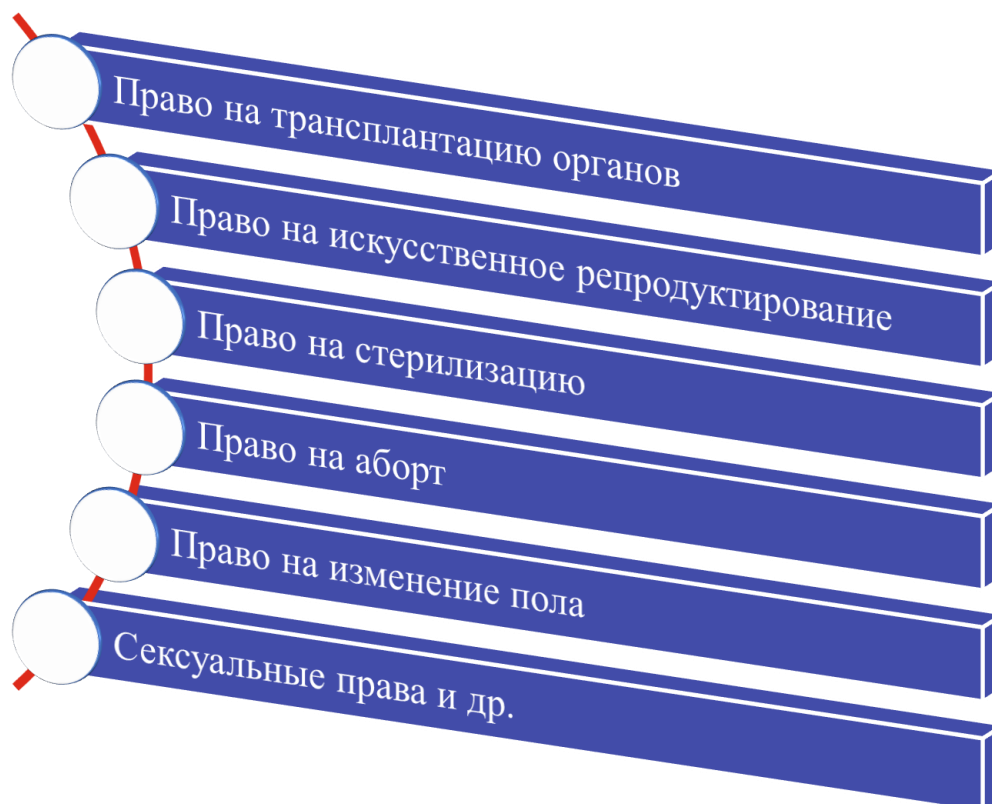 Право на трансплантацию органов
Право на искусственное репродуктирование
Право на стерилизацию
Право на аборт
Право на изменение пола
Сексуальные права и др.